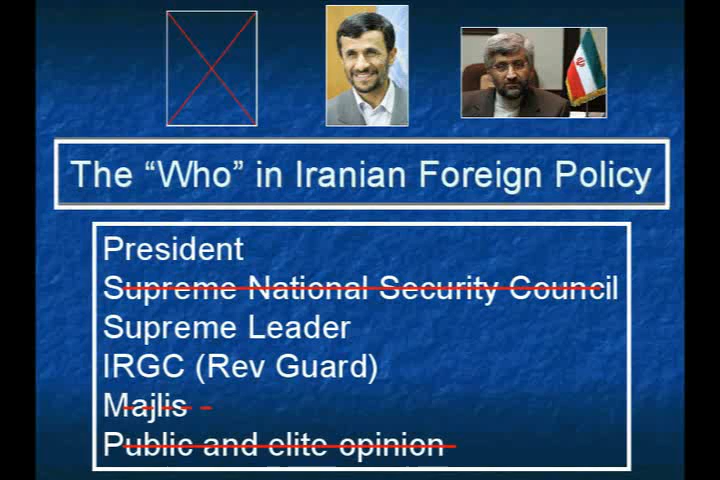 The “Who” in Iranian Foreign Policy
President
Supreme National Security Council
Supreme Leader
IRGC (Rev Guard)
Majlis
Public and elite opinion